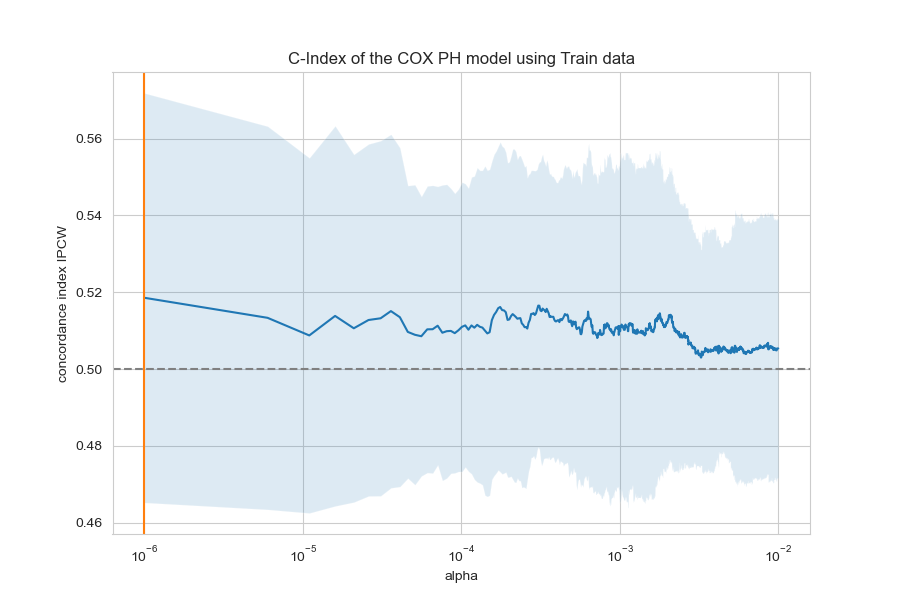 C-Index of the COX PH model using Train data
concordance index IPCW
0.56
0.54
0.52
0.50
0.48
0.46
10⁻⁶ 10⁻⁵ 10⁻⁴ 10⁻³ 10⁻²
alpha